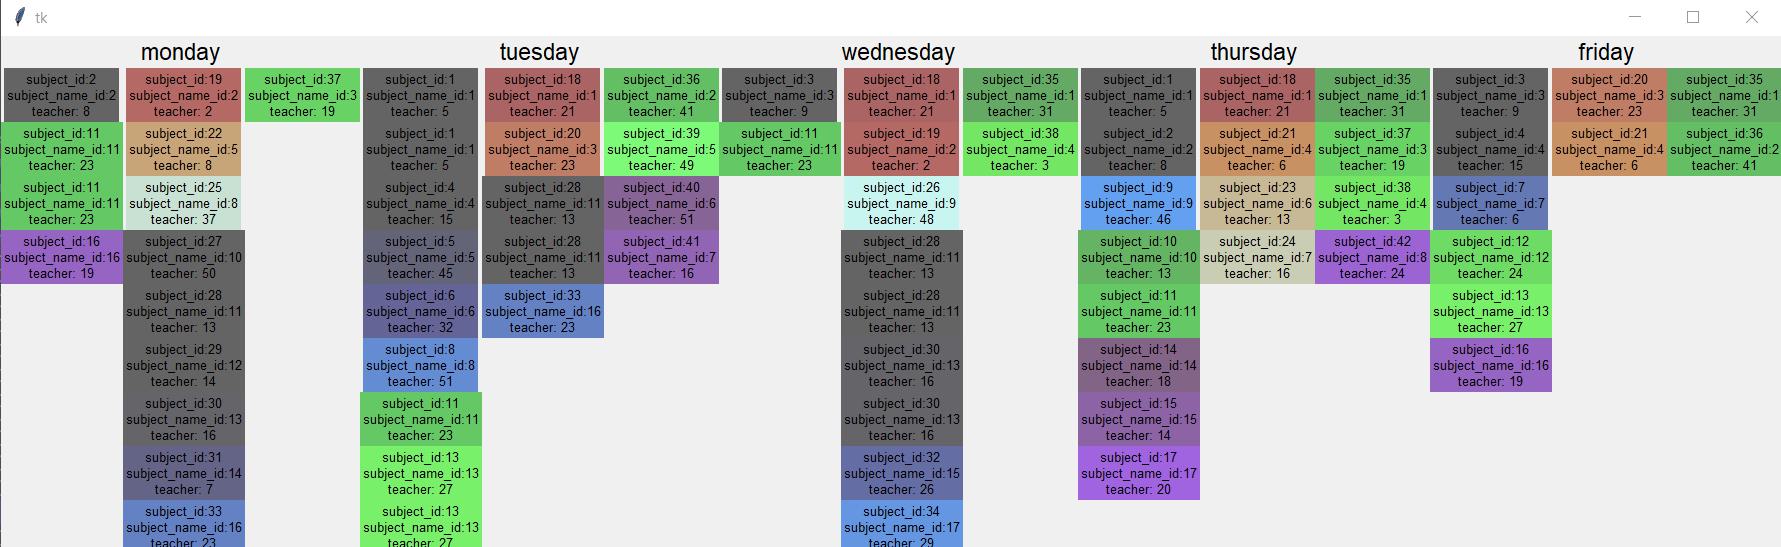 tk
monday
tuesday
wednesday
thursday
friday
subject_id:2
subject_name_id:2
teacher: 8
subject_id:11
subject_name_id:11
teacher: 23
subject_id:11
subject_name_id:11
teacher: 23
subject_id:16
subject_name_id:16
teacher: 19
subject_id:19
subject_name_id:2
teacher: 2
subject_id:22
subject_name_id:5
teacher: 8
subject_id:25
subject_name_id:8
teacher: 37
subject_id:27
subject_name_id:10
teacher: 50
subject_id:28
subject_name_id:11
teacher: 13
subject_id:29
subject_name_id:12
teacher: 14
subject_id:30
subject_name_id:13
teacher: 16
subject_id:31
subject_name_id:14
teacher: 7
subject_id:33
subject_name_id:16
teacher: 23
subject_id:37
subject_name_id:3
teacher: 19
subject_id:1
subject_name_id:1
teacher: 5
subject_id:1
subject_name_id:1
teacher: 5
subject_id:4
subject_name_id:4
teacher: 15
subject_id:5
subject_name_id:5
teacher: 45
subject_id:6
subject_name_id:6
teacher: 32
subject_id:8
subject_name_id:8
teacher: 51
subject_id:11
subject_name_id:11
teacher: 23
subject_id:13
subject_name_id:13
teacher: 27
subject_id:13
subject_name_id:13
teacher: 27
subject_id:18
subject_name_id:1
teacher: 21
subject_id:20
subject_name_id:3
teacher: 23
subject_id:28
subject_name_id:11
teacher: 13
subject_id:28
subject_name_id:11
teacher: 13
subject_id:33
subject_name_id:16
teacher: 23
subject_id:36
subject_name_id:2
teacher: 41
subject_id:39
subject_name_id:5
teacher: 49
subject_id:40
subject_name_id:6
teacher: 51
subject_id:41
subject_name_id:7
teacher: 16
subject_id:3
subject_name_id:3
teacher: 9
subject_id:11
subject_name_id:11
teacher: 23
subject_id:18
subject_name_id:1
teacher: 21
subject_id:19
subject_name_id:2
teacher: 2
subject_id:26
subject_name_id:9
teacher: 48
subject_id:28
subject_name_id:11
teacher: 13
subject_id:28
subject_name_id:11
teacher: 13
subject_id:30
subject_name_id:13
teacher: 16
subject_id:30
subject_name_id:13
teacher: 16
subject_id:32
subject_name_id:15
teacher: 26
subject_id:34
subject_name_id:17
teacher: 29
subject_id:35
subject_name_id:1
teacher: 31
subject_id:38
subject_name_id:4
teacher: 3
subject_id:1
subject_name_id:1
teacher: 5
subject_id:2
subject_name_id:2
teacher: 8
subject_id:9
subject_name_id:9
teacher: 46
subject_id:10
subject_name_id:10
teacher: 13
subject_id:11
subject_name_id:11
teacher: 23
subject_id:14
subject_name_id:14
teacher: 18
subject_id:15
subject_name_id:15
teacher: 14
subject_id:17
subject_name_id:17
teacher: 20
subject_id:18
subject_name_id:1
teacher: 21
subject_id:21
subject_name_id:4
teacher: 6
subject_id:23
subject_name_id:6
teacher: 13
subject_id:24
subject_name_id:7
teacher: 16
subject_id:35
subject_name_id:1
teacher: 31
subject_id:37
subject_name_id:3
teacher: 19
subject_id:38
subject_name_id:4
teacher: 3
subject_id:42
subject_name_id:8
teacher: 24
subject_id:3
subject_name_id:3
teacher: 9
subject_id:4
subject_name_id:4
teacher: 15
subject_id:7
subject_name_id:7
teacher: 6
subject_id:12
subject_name_id:12
teacher: 24
subject_id:13
subject_name_id:13
teacher: 27
subject_id:16
subject_name_id:16
teacher: 19
subject_id:20
subject_name_id:3
teacher: 23
subject_id:21
subject_name_id:4
teacher: 6
subject_id:35
subject_name_id:1
teacher: 31
subject_id:36
subject_name_id:2
teacher: 41